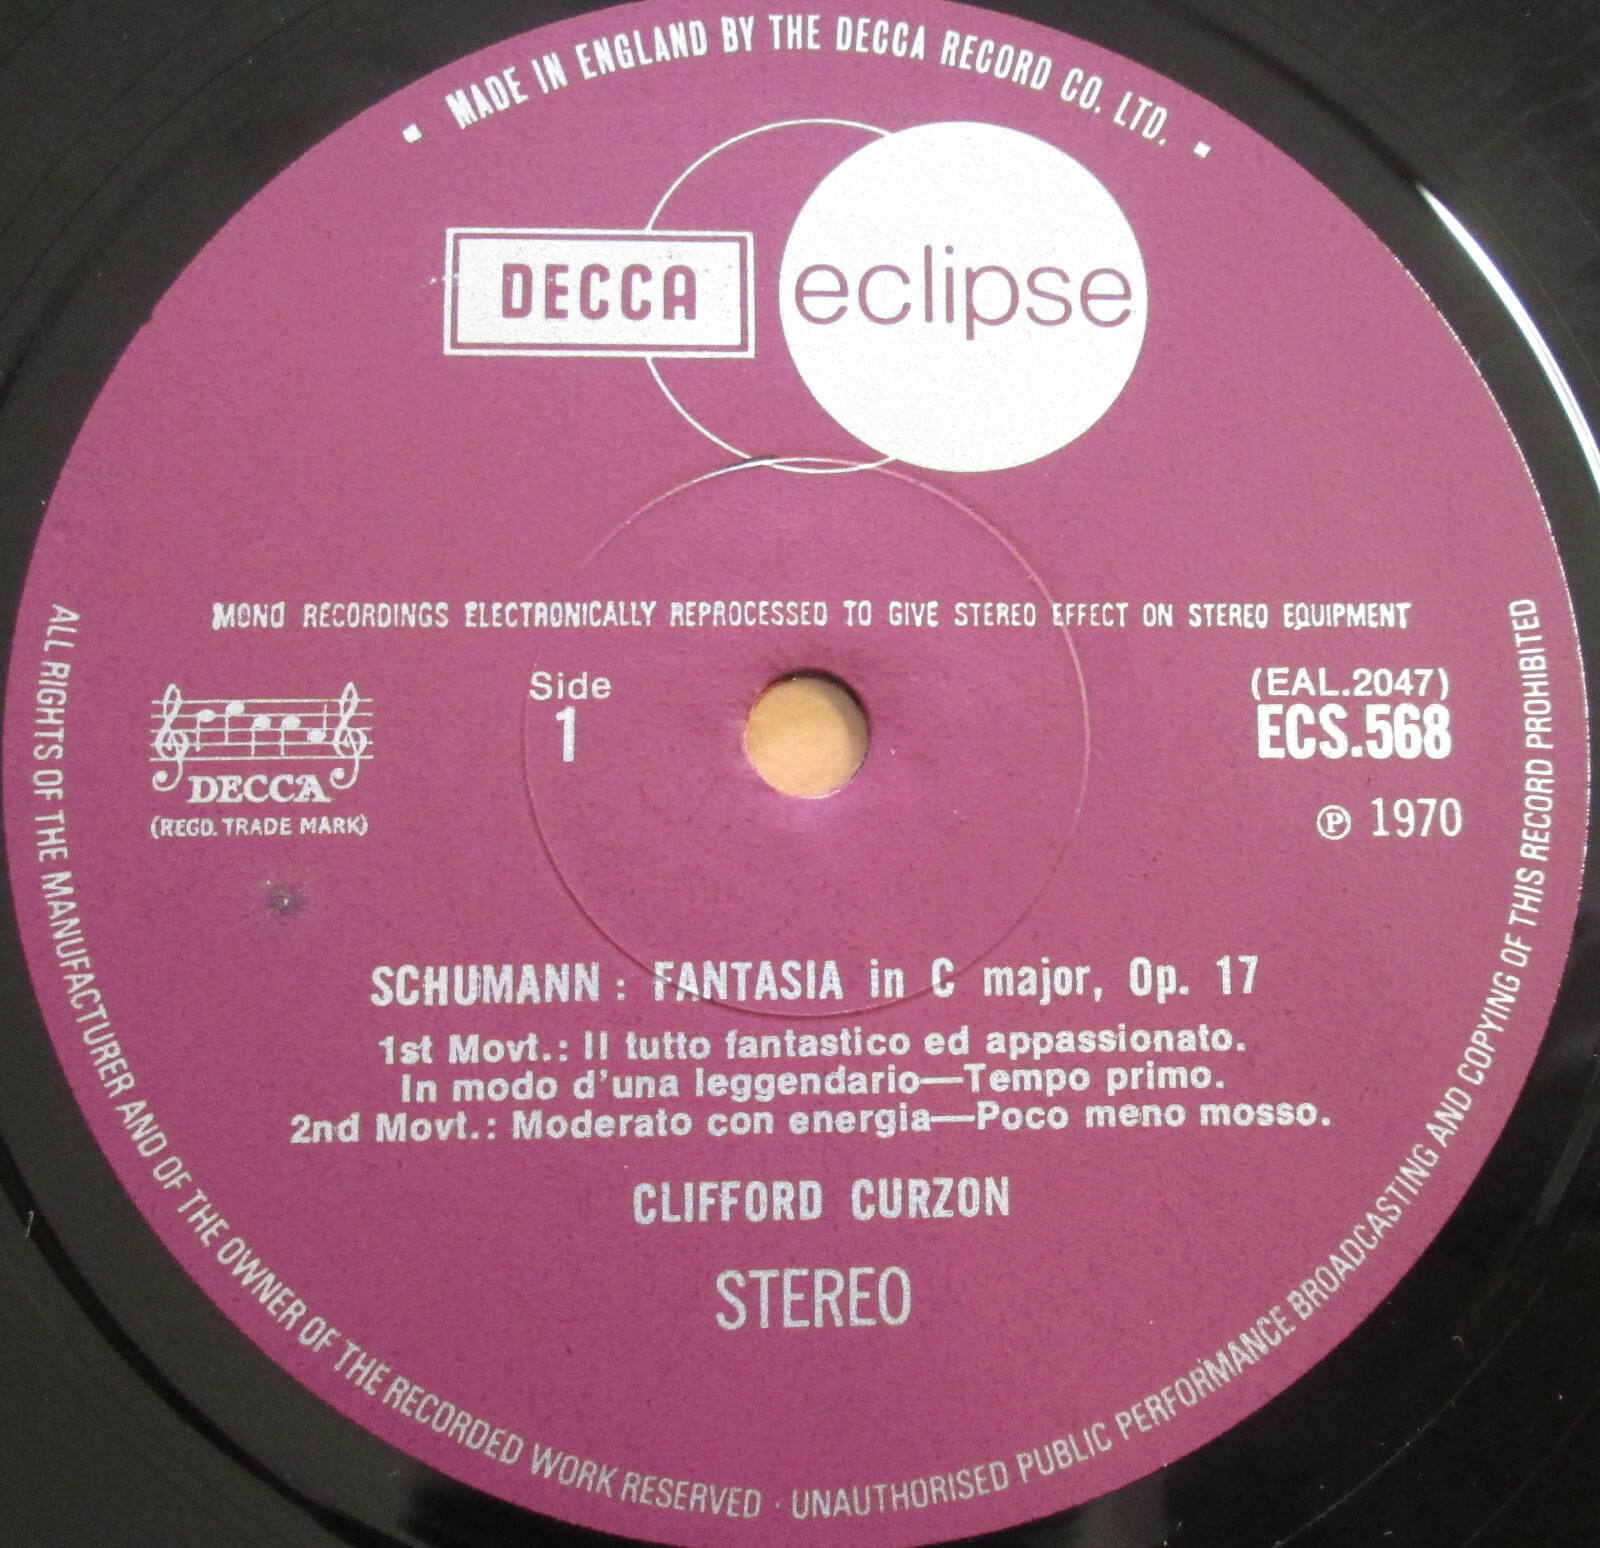 • MADE IN ENGLAND BY THE DECCA RECORD CO. LTD. •
DECCA
eclipse
MONO RECORDINGS ELECTRONICALLY REPROCESSED TO GIVE STEREO EFFECT ON STEREO EQUIPMENT
DECCA
(REGD. TRADE MARK)
Side
1
(EAL.2047)
ECS.568
℗ 1970
SCHUMANN : FANTASIA in C major, Op. 17
1st Movt.: Il tutto fantastico ed appassionato.
In modo d'una leggendario—Tempo primo.
2nd Movt.: Moderato con energia—Poco meno mosso.
CLIFFORD CURZON
STEREO
ALL RIGHTS OF THE MANUFACTURER AND OF THE OWNER OF THE RECORDED WORK RESERVED · UNAUTHORISED PUBLIC PERFORMANCE BROADCASTING AND COPYING OF THIS RECORD PROHIBITED